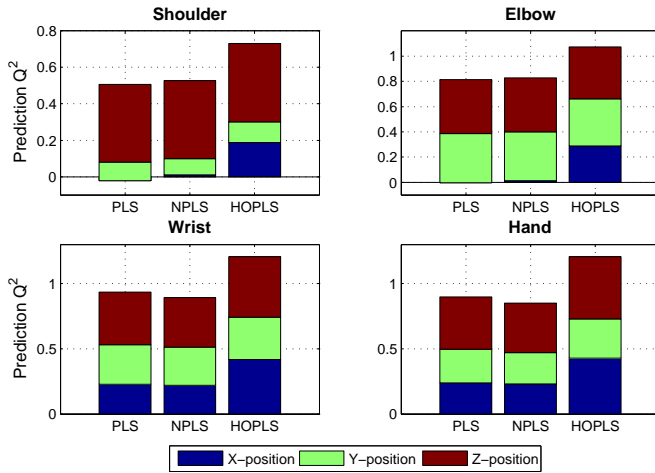 Shoulder
Elbow
0.8
0.6
0.4
0.2
0
Prediction Q²
PLS
NPLS
HOPLS
1
0.8
0.6
0.4
0.2
0
PLS
NPLS
HOPLS
Wrist
Hand
1
0.5
0
Prediction Q²
PLS
NPLS
HOPLS
1
0.5
0
PLS
NPLS
HOPLS
X−position
Y−position
Z−position